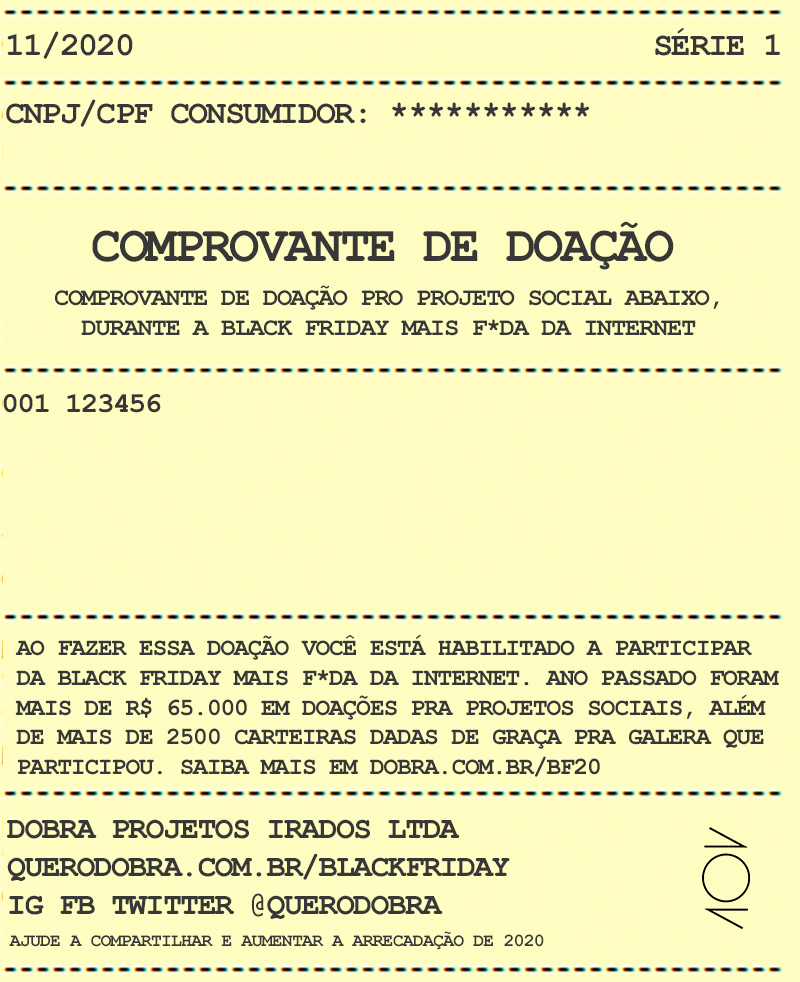 11/2020 SÉRIE 1
CNPJ/CPF CONSUMIDOR: ***********
COMPROVANTE DE DOAÇÃO
COMPROVANTE DE DOAÇÃO PRO PROJETO SOCIAL ABAIXO,
DURANTE A BLACK FRIDAY MAIS F*DA DA INTERNET
001 123456
AO FAZER ESSA DOAÇÃO VOCÊ ESTÁ HABILITADO A PARTICIPAR
DA BLACK FRIDAY MAIS F*DA DA INTERNET. ANO PASSADO FORAM
MAIS DE R$ 65.000 EM DOAÇÕES PRA PROJETOS SOCIAIS, ALÉM
DE MAIS DE 2500 CARTEIRAS DADAS DE GRAÇA PRA GALERA QUE
PARTICIPOU. SAIBA MAIS EM DOBRA.COM.BR/BF20
DOBRA PROJETOS IRADOS LTDA
QUERODOBRA.COM.BR/BLACKFRIDAY
IG FB TWITTER @QUERODOBRA
AJUDE A COMPARTILHAR E AUMENTAR A ARRECADAÇÃO DE 2020